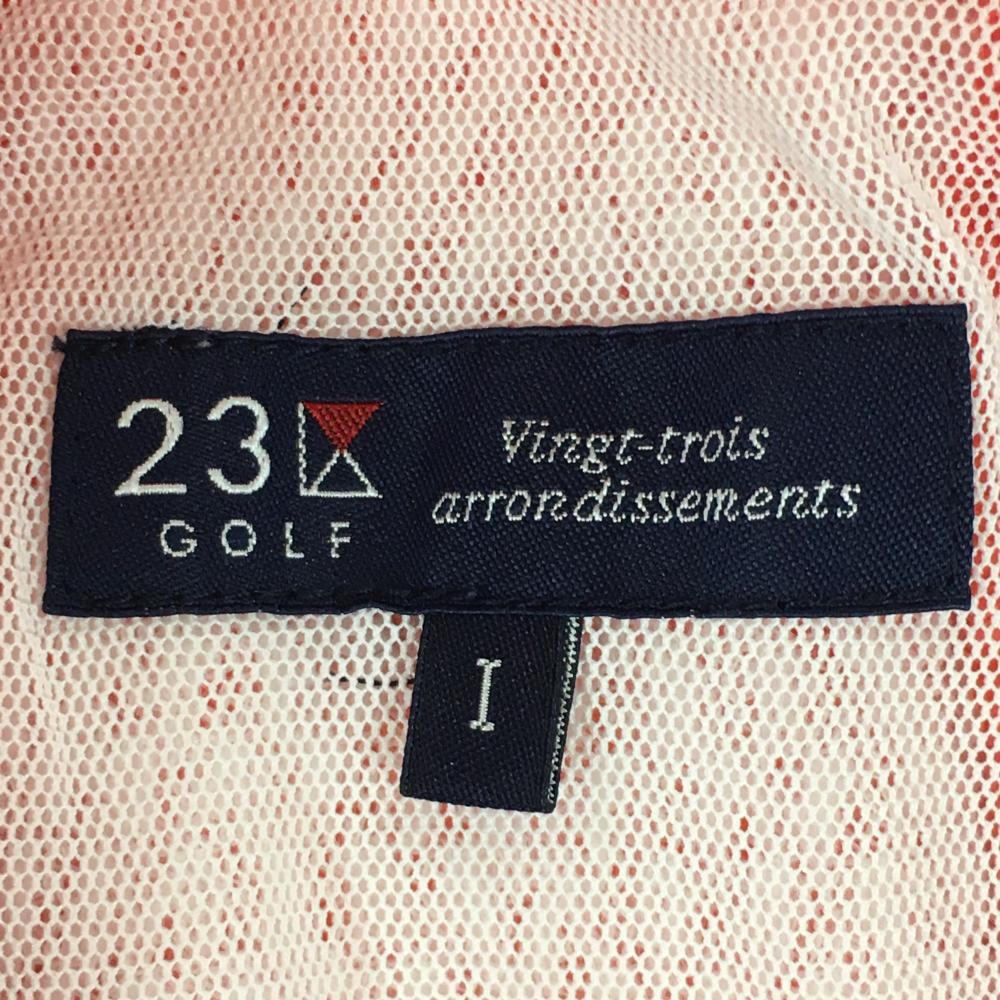 23
GOLF
Vingt-trois
arrondissements
I